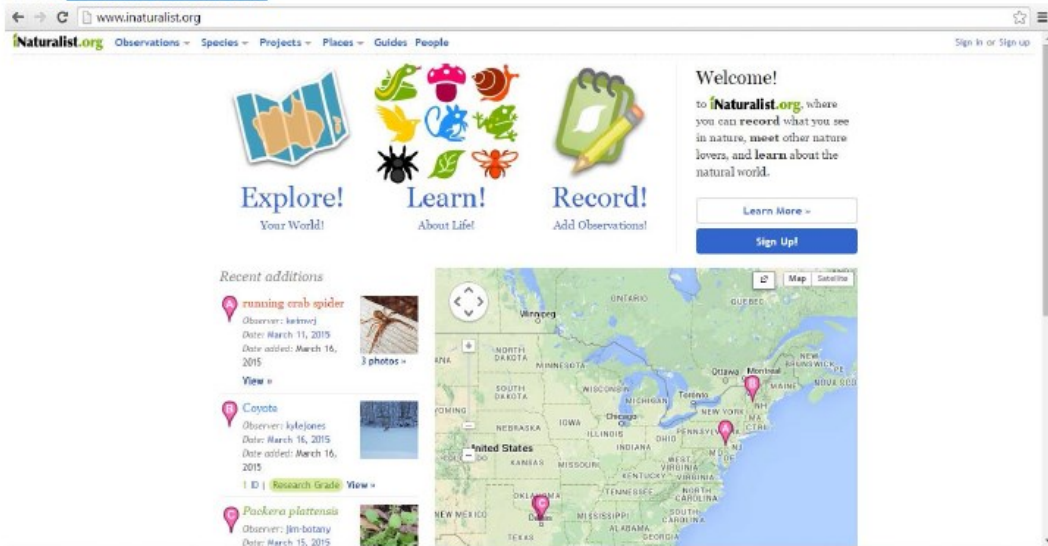 www.inaturalist.org
iNaturalist.org Observations Species Projects Places Guides People Sign in or Sign up
Explore!
Your World!
Learn!
About Life!
Record!
Add Observations!
Welcome!
to iNaturalist.org, where
you can record what you see
in nature, meet other nature
lovers, and learn about the
natural world.
Learn More »
Sign Up!
Recent additions
A
running crab spider
Observer: keimvcj
Date: March 11, 2015
Date added: March 16,
2015
View »
3 photos »
B
Coyote
Observer: kylejones
Date: March 16, 2015
Date added: March 16,
2015
1 ID | Research Grade View »
C
Packera plattensis
Observer: jim-botany
Date: March 15, 2015
Map Satellite
ONTARIO
QUEBEC
Winnipeg
NORTH
DAKOTA
MINNESOTA
Ottawa Montreal
NEW
BRUNSWICK
PE
MAINE
NOVA SCO
SOUTH
DAKOTA
WISCONSIN
MICHIGAN
Toronto
NH
NEW YORK
MA
CT RI
YOMING
Chicago
IOWA
NEBRASKA
ILLINOIS
INDIANA
OHIO
NJ
MD
DE
United States
KANSAS
MISSOURI
WEST
VIRGINIA
KENTUCKY
VIRGINIA
OKLAHOMA
TENNESSEE
NORTH
CAROLINA
NEW MEXICO
Dallas
MISSISSIPPI
SOUTH
CAROLINA
ALABAMA
TEXAS
GEORGIA
A
B
C